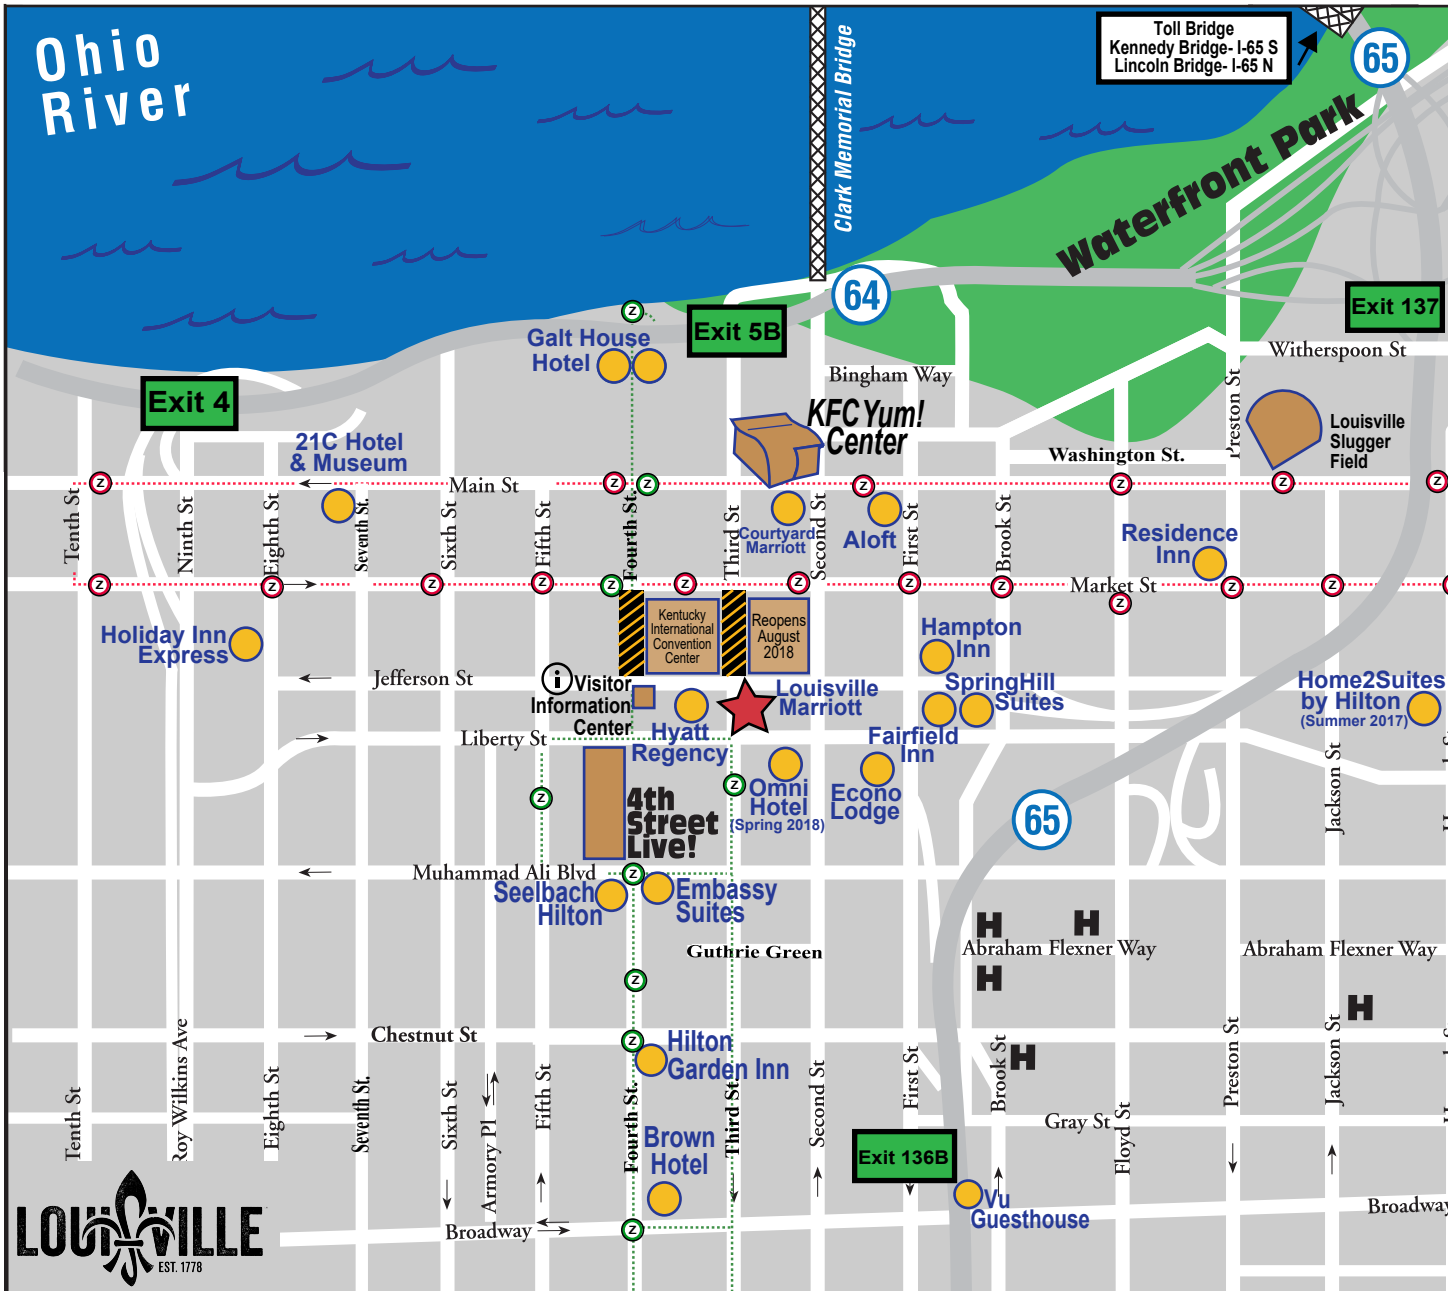 Ohio
River
Clark Memorial Bridge
Toll Bridge
Kennedy Bridge- I-65 S
Lincoln Bridge- I-65 N
65
Waterfront Park
64
Exit 5B
Exit 137
Exit 4
Galt House
Hotel
Bingham Way
Witherspoon St
Preston St
KFC Yum!
Center
Louisville
Slugger
Field
21C Hotel
& Museum
Washington St.
Main St
Z
Z
Z
Z
Z
Z
Z
Z
Tenth St
Ninth St
Eighth St
Seventh St.
Sixth St
Fifth St
Fourth St.
Third St
Second St
First St
Brook St
Courtyard
Marriott
Aloft
Residence
Inn
Market St
Z
Z
Z
Z
Z
Z
Z
Z
Z
Z
Z
Z
Kentucky
International
Convention
Center
Reopens
August
2018
Holiday Inn
Express
Hampton
Inn
Jefferson St
i
Visitor
Information
Center
Louisville
Marriott
SpringHill
Suites
Home2Suites
by Hilton
(Summer 2017)
Hyatt
Regency
Fairfield
Inn
Liberty St
Omni
Hotel
(Spring 2018)
Econo
Lodge
Z
Z
4th
Street
Live!
65
Jackson St
Muhammad Ali Blvd
Z
Seelbach
Hilton
Embassy
Suites
H
H
Guthrie Green
Abraham Flexner Way
Abraham Flexner Way
Z
H
H
Chestnut St
Z
Hilton
Garden Inn
H
Tenth St
Roy Wilkins Ave
Eighth St
Seventh St.
Sixth St
Armory Pl
Fifth St
Fourth St.
Third St
Second St
First St
Brook St
Floyd St
Preston St
Jackson St
Gray St
Brown
Hotel
Exit 136B
Vu
Guesthouse
Broadway
Z
Broadway
LOUISVILLE
EST. 1778